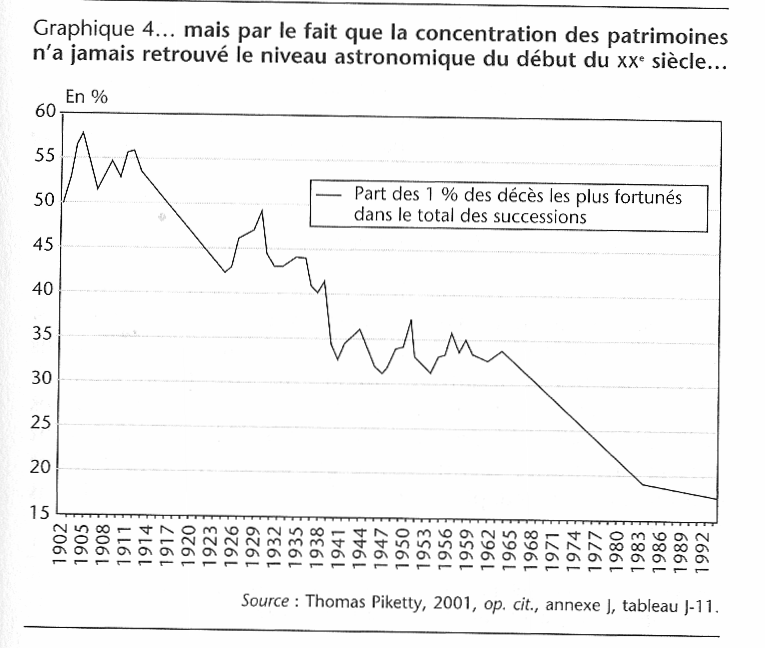 Graphique 4... mais par le fait que la concentration des patrimoines
n'a jamais retrouvé le niveau astronomique du début du XXᵉ siècle...
En %
60
55
50
45
40
35
30
25
20
15
Part des 1 % des décès les plus fortunés
dans le total des successions
1902 1905 1908 1911 1914 1917 1920 1923 1926 1929 1932 1935 1938 1941 1944 1947 1950 1953 1956 1959 1962 1965 1968 1971 1974 1977 1980 1983 1986 1989 1992
Source : Thomas Piketty, 2001, op. cit., annexe J, tableau J-11.